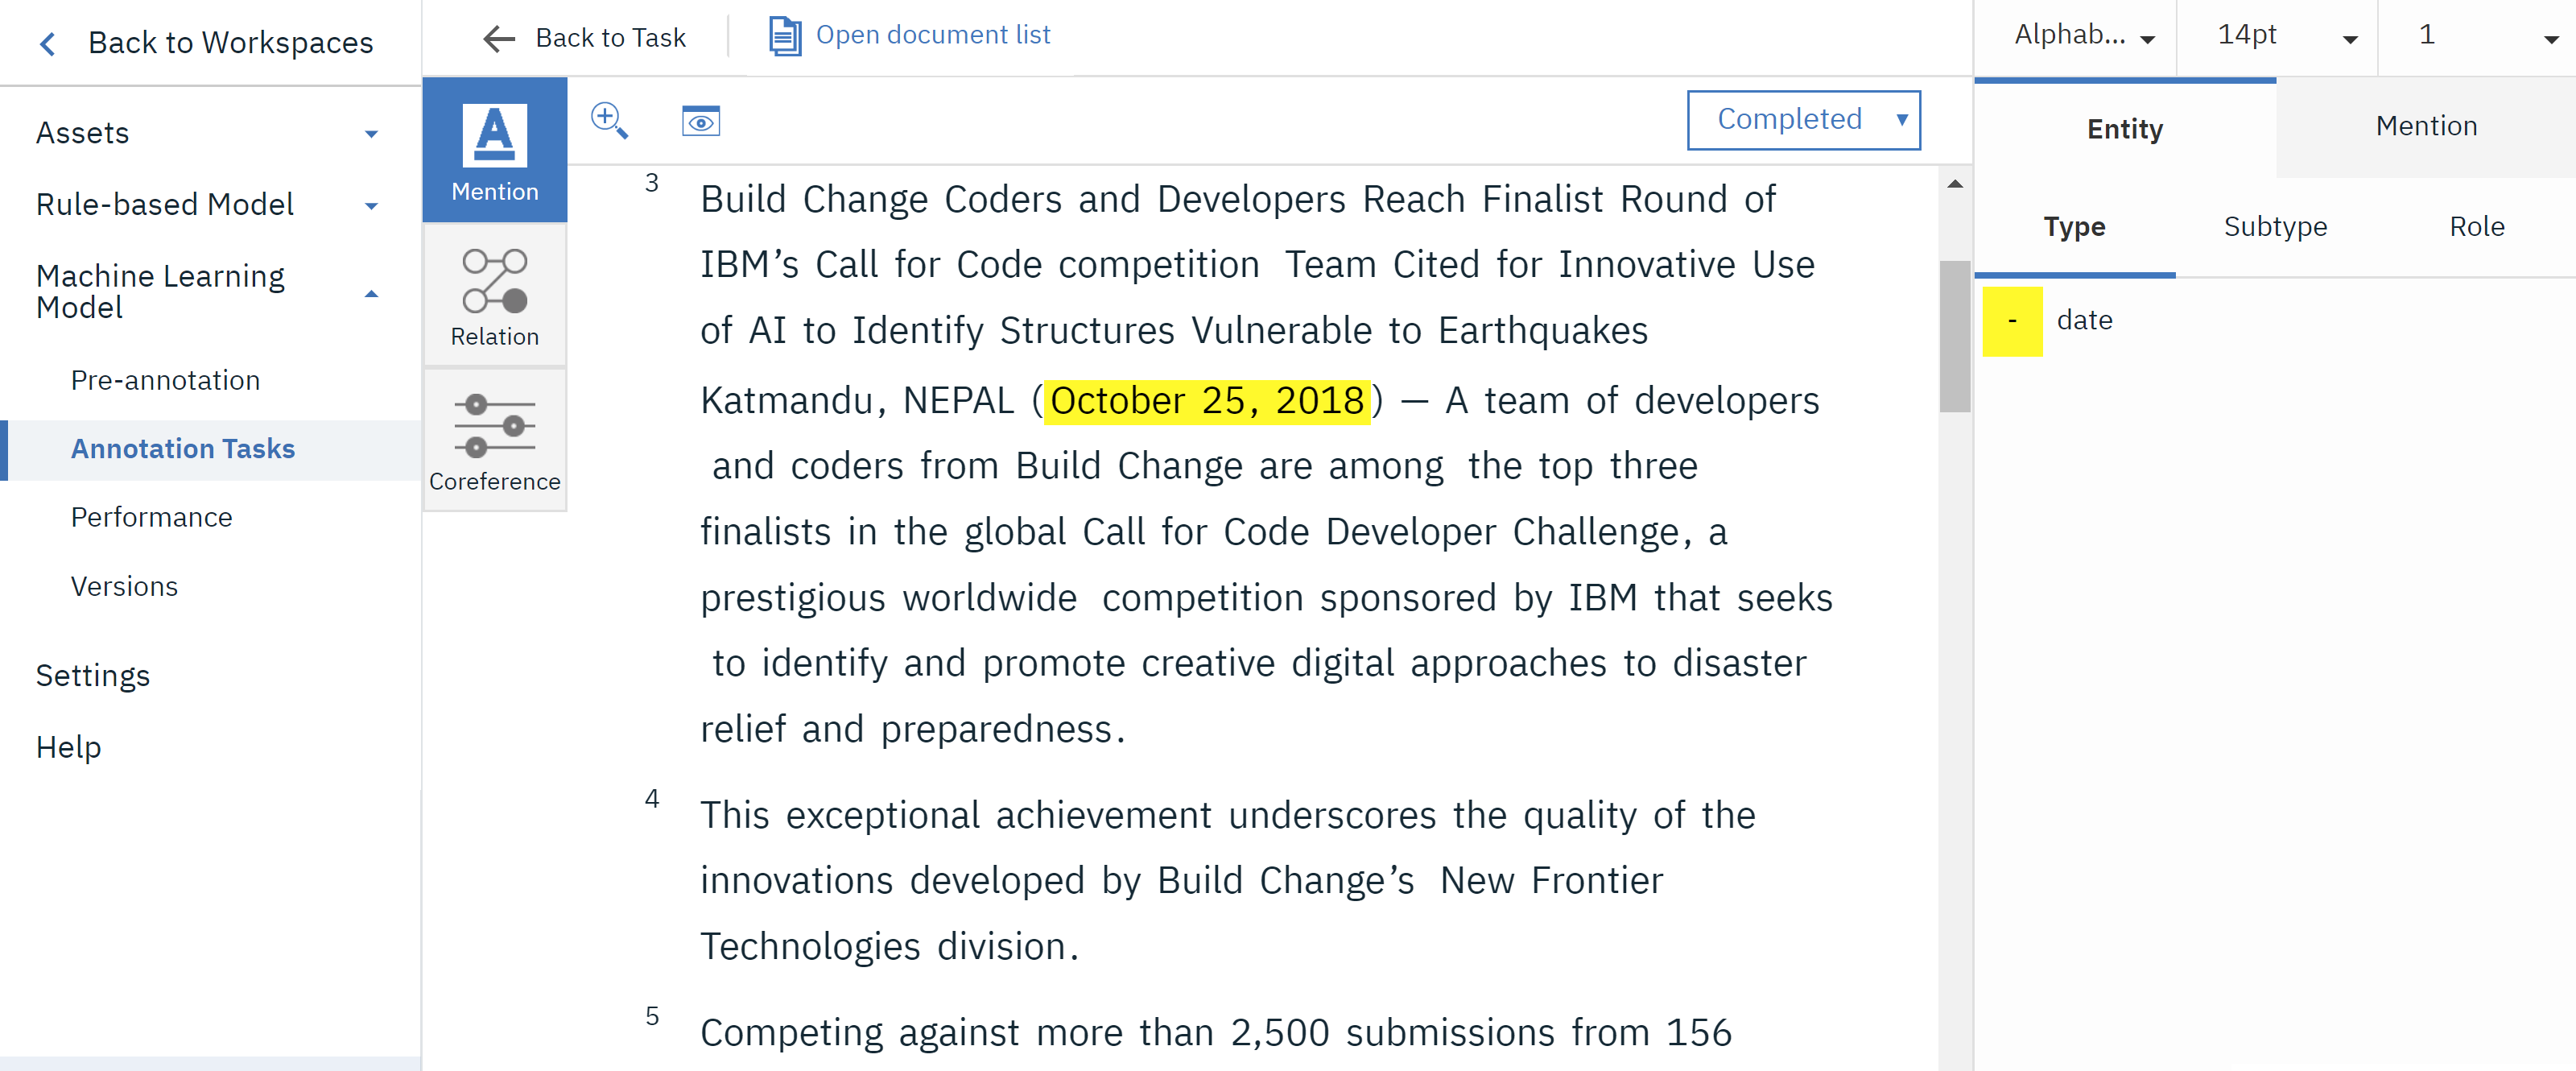 Back to Workspaces
Assets
Rule-based Model
Machine Learning
Model
Pre-annotation
Annotation Tasks
Performance
Versions
Settings
Help
Back to Task
Open document list
A
Mention
Relation
Coreference
Completed
3
Build Change Coders and Developers Reach Finalist Round of
IBM’s Call for Code competition Team Cited for Innovative Use
of AI to Identify Structures Vulnerable to Earthquakes
Katmandu, NEPAL (October 25, 2018) — A team of developers
and coders from Build Change are among the top three
finalists in the global Call for Code Developer Challenge, a
prestigious worldwide competition sponsored by IBM that seeks
to identify and promote creative digital approaches to disaster
relief and preparedness.
4
This exceptional achievement underscores the quality of the
innovations developed by Build Change’s New Frontier
Technologies division.
5
Competing against more than 2,500 submissions from 156
Alphab...
14pt
1
Entity
Mention
Type
Subtype
Role
- date